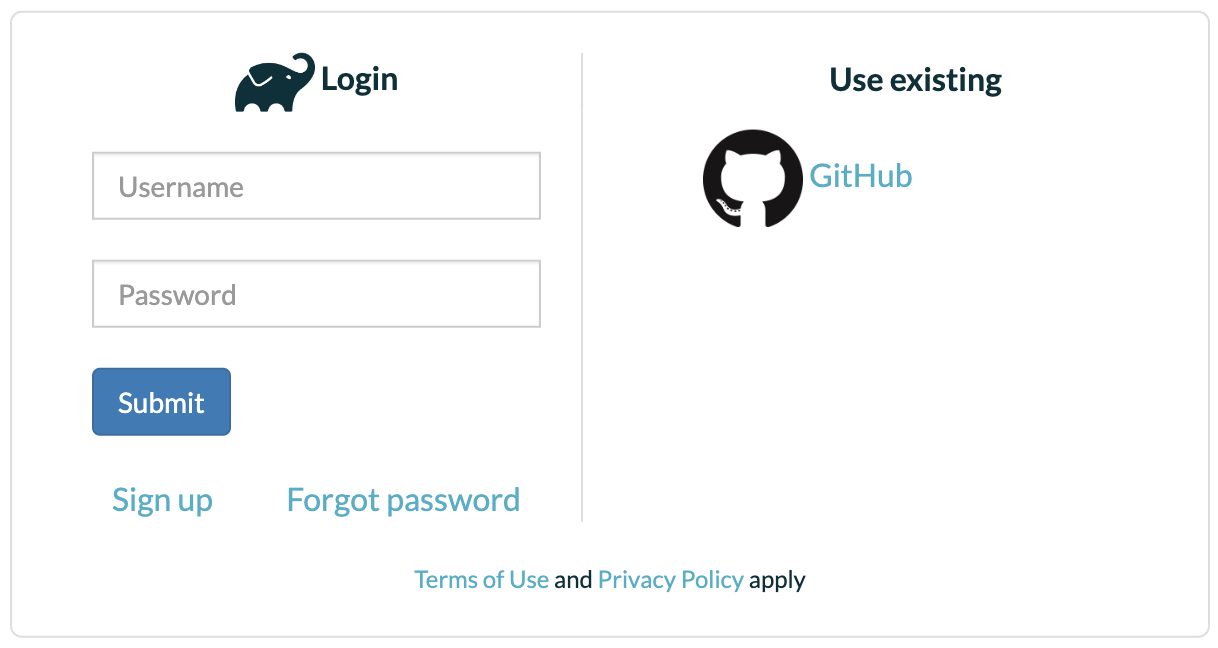 Login
Username
Password
Submit
Sign up
Forgot password
Use existing
GitHub
Terms of Use and Privacy Policy apply